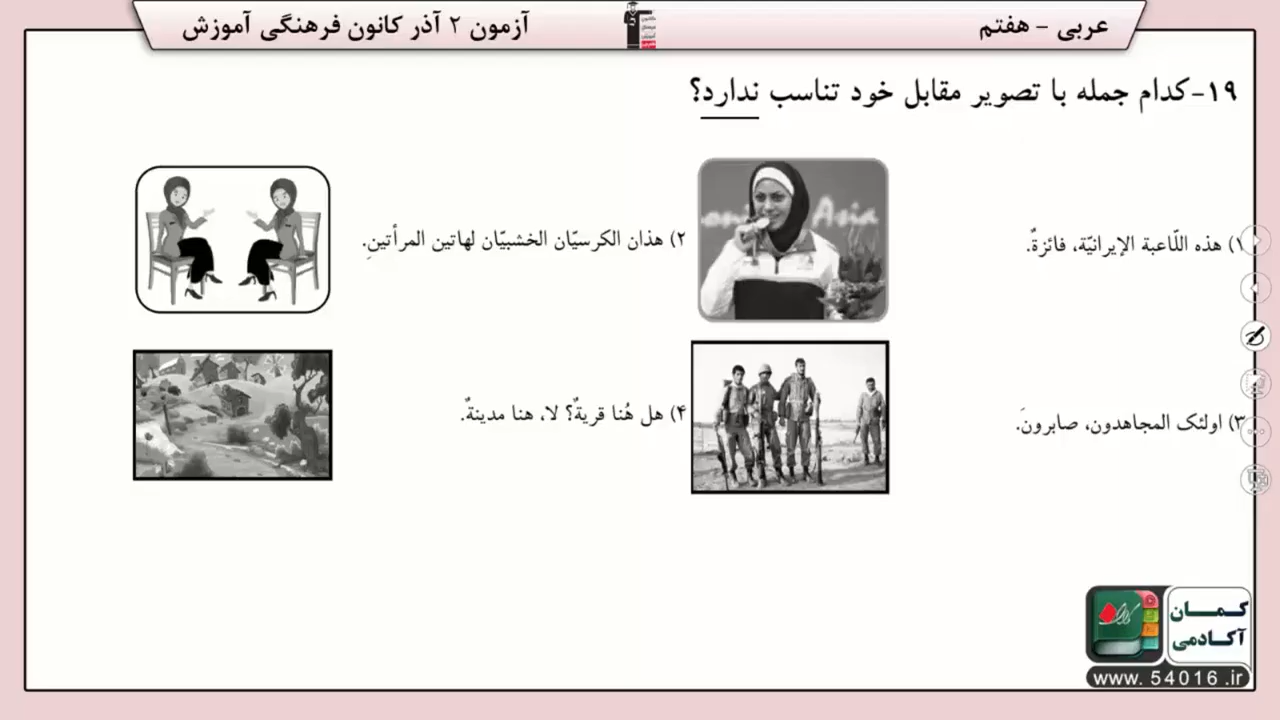 عربی - هفتم
آزمون ۲ آذر کانون فرهنگی آموزش
۱۹-کدام جمله با تصویر مقابل خود تناسب ندارد؟
۱) هذه اللّاعبة الإیرانیّة، فائزةٌ.
Asia
۲) هذان الکرسیّان الخشبیّان لهاتین المرأتینِ.
۳) اولئک المجاهدون، صابرونَ.
۴) هل هُنا قریةٌ؟ لا، هنا مدینةٌ.
کمان
آکادمی
www. 54016 .ir